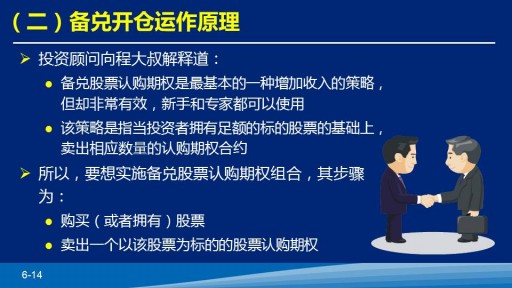 （二）备兑开仓运作原理
投资顾问向程大叔解释道：
备兑股票认购期权是最基本的一种增加收入的策略，
但却非常有效，新手和专家都可以使用
该策略是指当投资者拥有足额的标的股票的基础上，
卖出相应数量的认购期权合约
所以，要想实施备兑股票认购期权组合，其步骤
为：
购买（或者拥有）股票
卖出一个以该股票为标的的股票认购期权
6-14